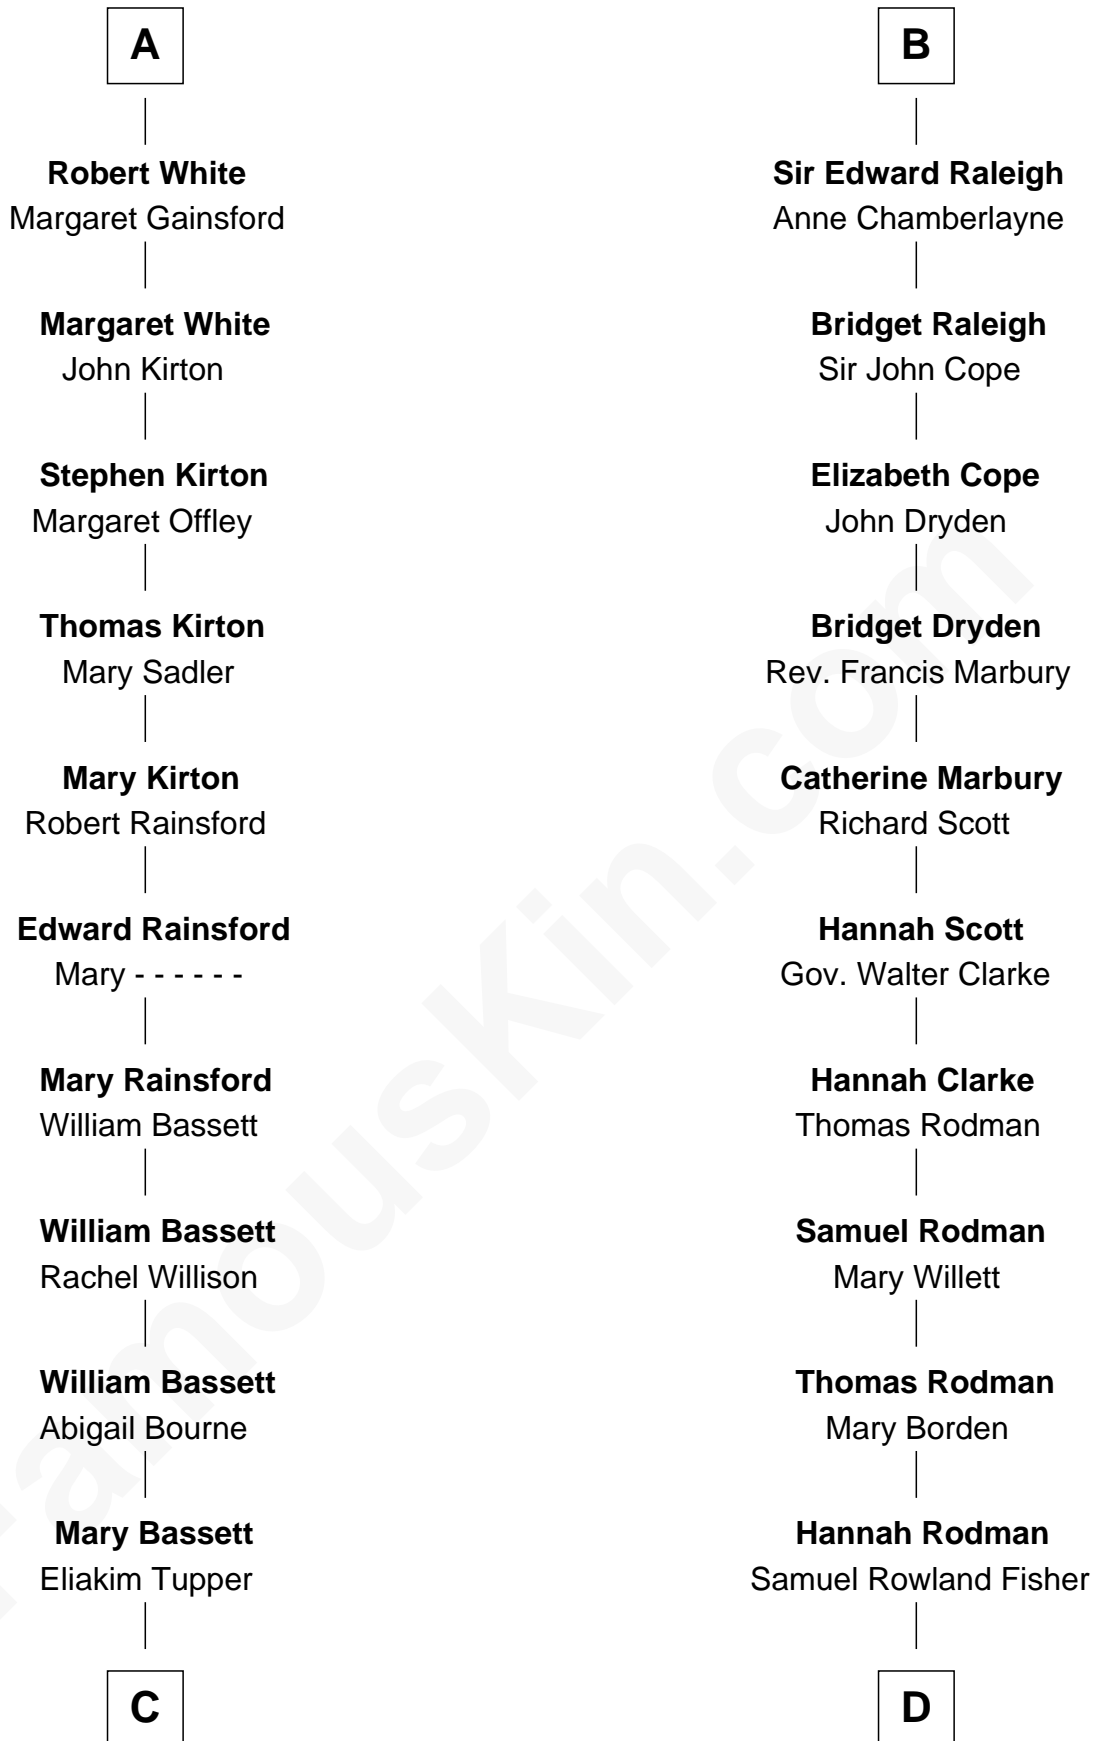 A
Robert White
Margaret Gainsford
Margaret White
John Kirton
Stephen Kirton
Margaret Offley
Thomas Kirton
Mary Sadler
Mary Kirton
Robert Rainsford
Edward Rainsford
Mary - - - - - -
Mary Rainsford
William Bassett
William Bassett
Rachel Willison
William Bassett
Abigail Bourne
Mary Bassett
Eliakim Tupper
C
B
Sir Edward Raleigh
Anne Chamberlayne
Bridget Raleigh
Sir John Cope
Elizabeth Cope
John Dryden
Bridget Dryden
Rev. Francis Marbury
Catherine Marbury
Richard Scott
Hannah Scott
Gov. Walter Clarke
Hannah Clarke
Thomas Rodman
Samuel Rodman
Mary Willett
Thomas Rodman
Mary Borden
Hannah Rodman
Samuel Rowland Fisher
D
FamousKin.com